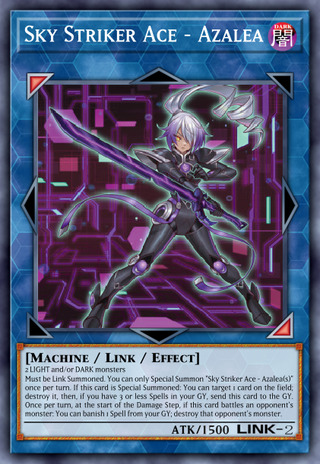 Sky Striker Ace - Azalea
DARK
闇
[Machine / Link / Effect]
2 LIGHT and/or DARK monsters
Must be Link Summoned. You can only Special Summon "Sky Striker Ace - Azalea(s)"
once per turn. If this card is Special Summoned: You can target 1 card on the field;
destroy it, then, if you have 3 or less Spells in your GY, send this card to the GY.
Once per turn, at the start of the Damage Step, if this card battles an opponent's
monster: You can banish 1 Spell from your GY; destroy that opponent's monster.
ATK/1500 LINK-2